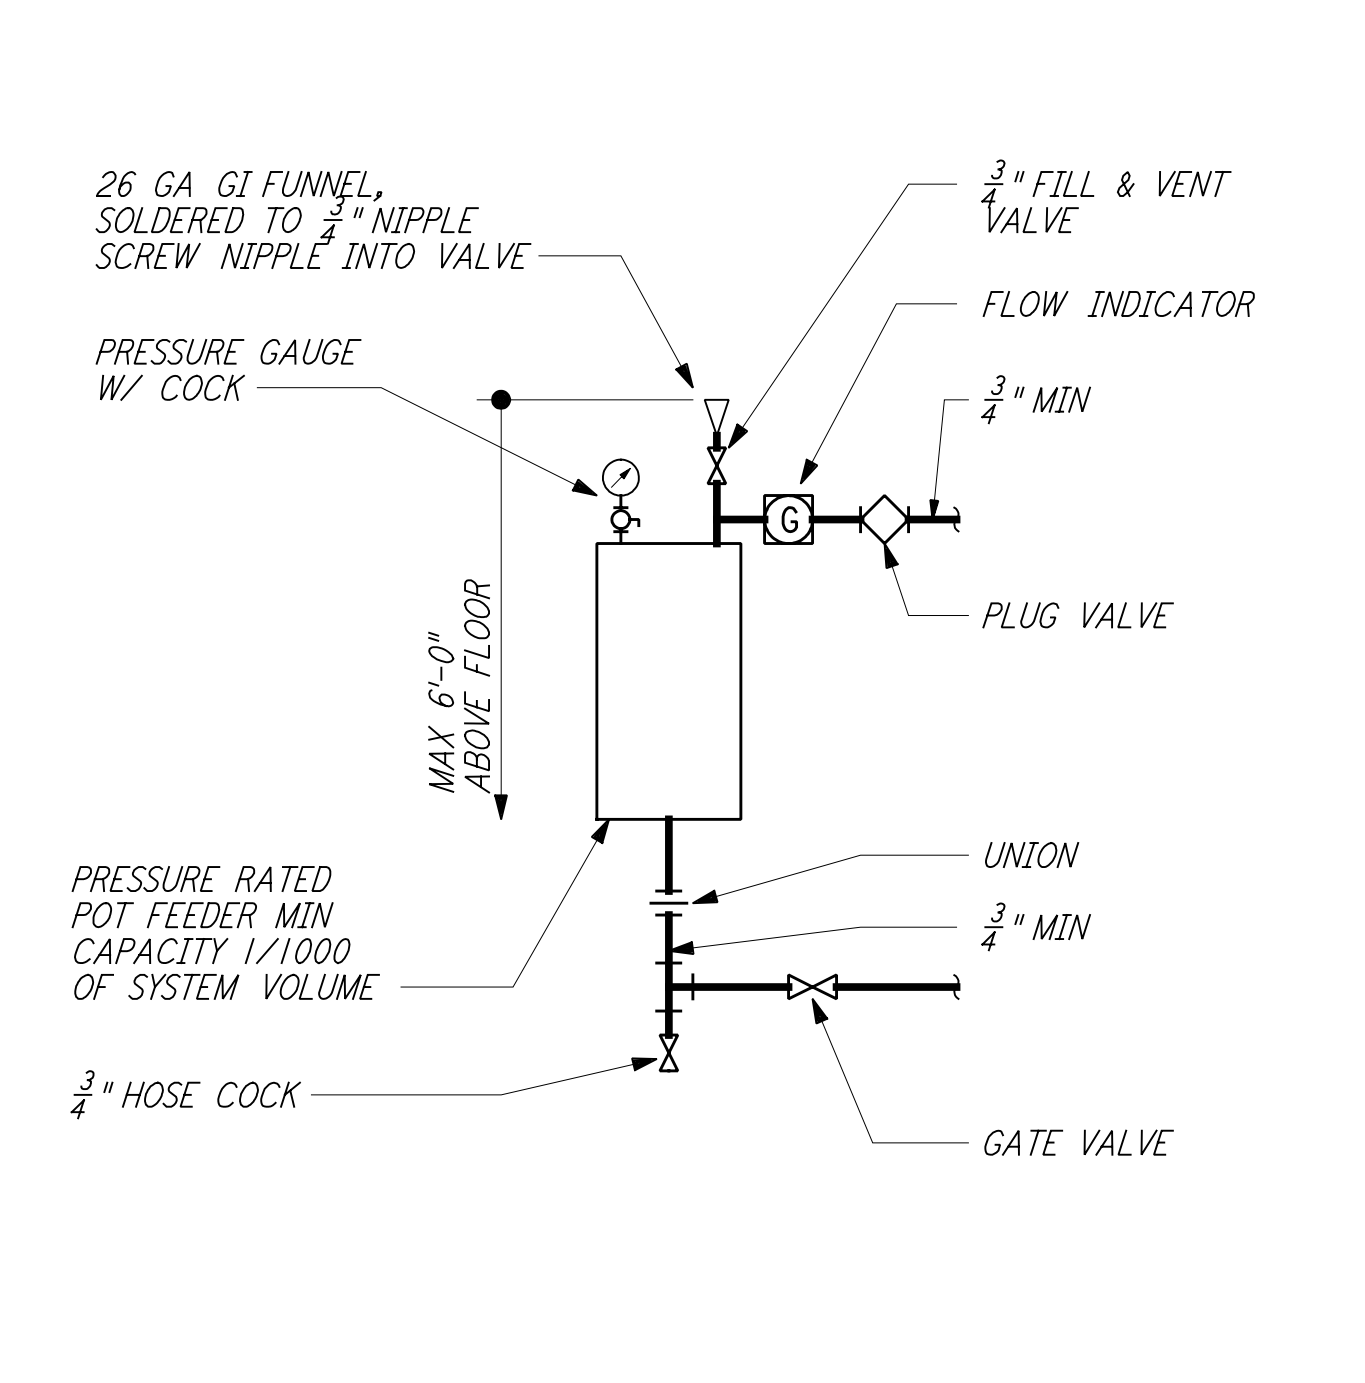 26 GA GI FUNNEL,
SOLDERED TO 3/4" NIPPLE
SCREW NIPPLE INTO VALVE
3/4" FILL & VENT
VALVE
FLOW INDICATOR
PRESSURE GAUGE
W/ COCK
3/4" MIN
G
PLUG VALVE
MAX 6'-0"
ABOVE FLOOR
UNION
PRESSURE RATED
POT FEEDER MIN
CAPACITY 1/1000
OF SYSTEM VOLUME
3/4" MIN
3/4" HOSE COCK
GATE VALVE